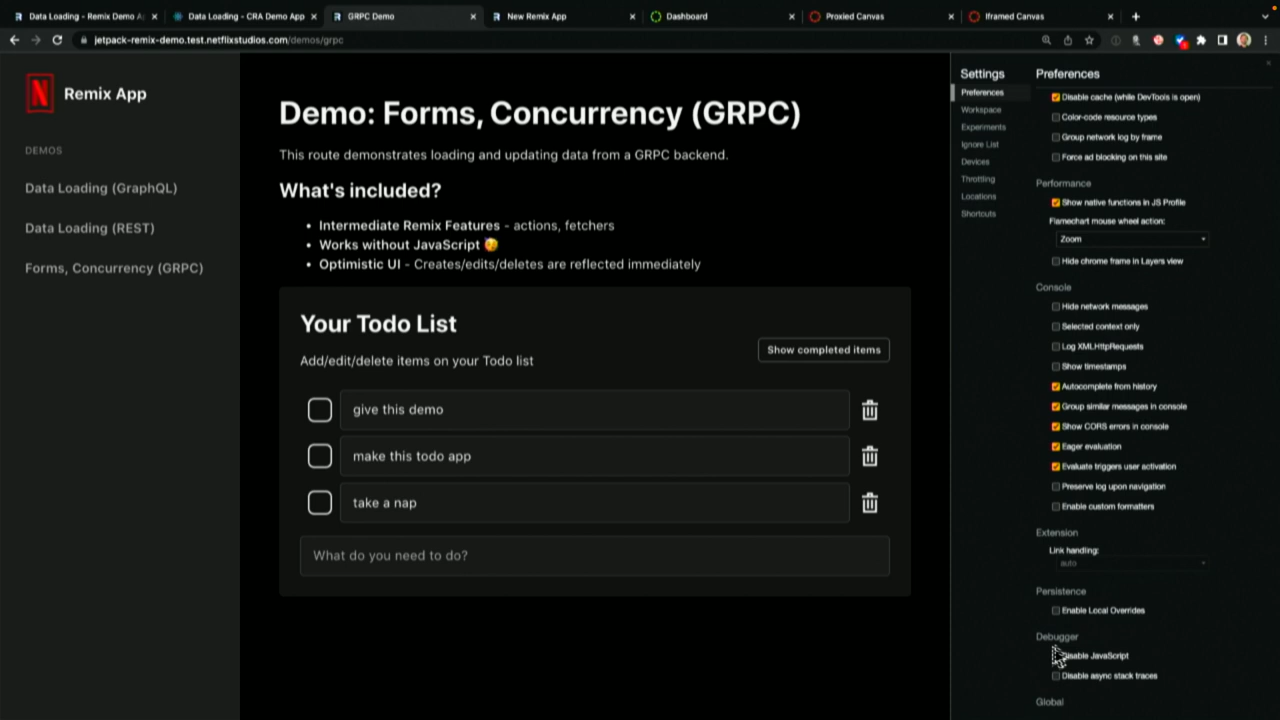 Data Loading - Remix Demo A
Data Loading - CRA Demo App
GRPC Demo
New Remix App
Dashboard
Proxied Canvas
Iframed Canvas
jetpack-remix-demo.test.netflixstudios.com/demos/grpc
Remix App
DEMOS
Data Loading (GraphQL)
Data Loading (REST)
Forms, Concurrency (GRPC)
Demo: Forms, Concurrency (GRPC)
This route demonstrates loading and updating data from a GRPC backend.
What's included?
• Intermediate Remix Features - actions, fetchers
• Works without JavaScript 🥳
• Optimistic UI - Creates/edits/deletes are reflected immediately
Your Todo List
Add/edit/delete items on your Todo list
Show completed items
give this demo
make this todo app
take a nap
What do you need to do?
Settings
Preferences
Workspace
Experiments
Ignore List
Devices
Throttling
Locations
Shortcuts
Preferences
Disable cache (while DevTools is open)
Color-code resource types
Group network log by frame
Force ad blocking on this site
Performance
Show native functions in JS Profile
Flamechart mouse wheel action:
Zoom
Hide chrome frame in Layers view
Console
Hide network messages
Selected context only
Log XMLHttpRequests
Show timestamps
Autocomplete from history
Group similar messages in console
Show CORS errors in console
Eager evaluation
Evaluate triggers user activation
Preserve log upon navigation
Enable custom formatters
Extension
Link handling:
auto
Persistence
Enable Local Overrides
Debugger
Disable JavaScript
Disable async stack traces
Global